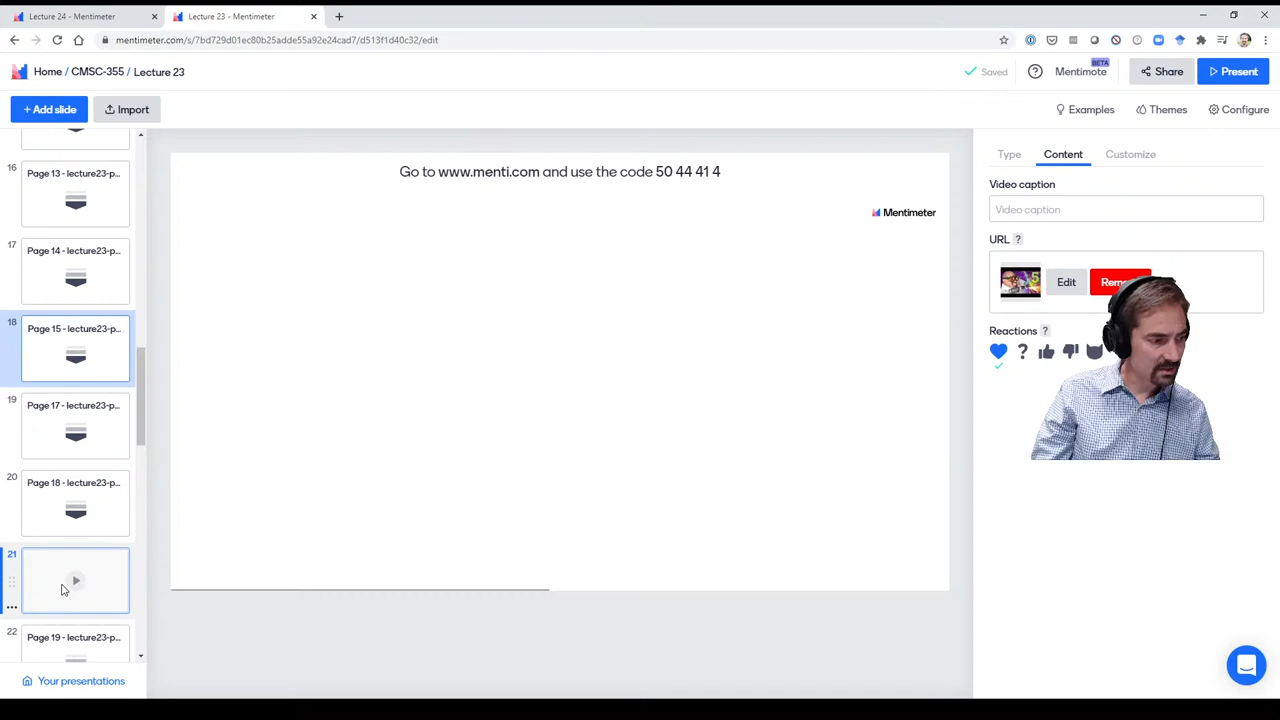 Lecture 24 - Mentimeter
Lecture 23 - Mentimeter
mentimeter.com/s/7bd729d01ec80b25adde55a92e24cad7/d513f1d40c32/edit
Home / CMSC-355 / Lecture 23
Saved
Mentimote
BETA
Share
Present
+ Add slide
Import
Examples
Themes
Configure
16
Page 13 - lecture23-p...
17
Page 14 - lecture23-p...
18
Page 15 - lecture23-p...
19
Page 17 - lecture23-p...
20
Page 18 - lecture23-p...
21
22
Page 19 - lecture23-p...
Your presentations
Go to www.menti.com and use the code 50 44 41 4
Mentimeter
Type
Content
Customize
Video caption
Video caption
URL ?
Edit
Reactions ?